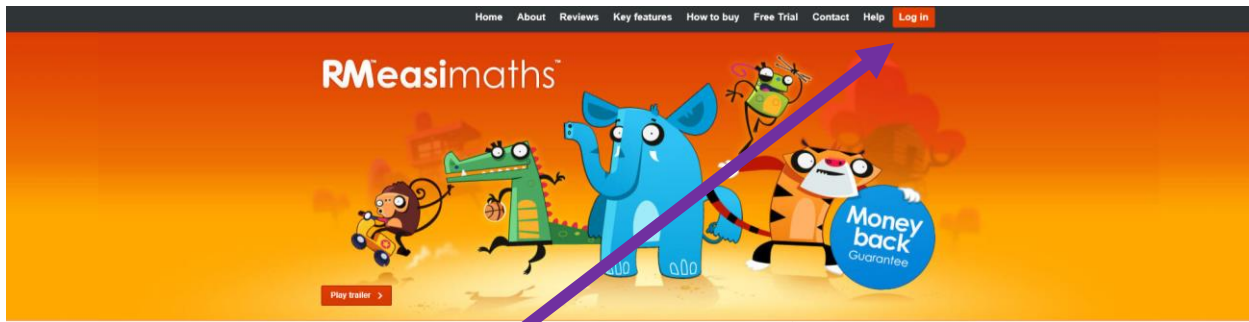 Home About Reviews Key features How to buy Free Trial Contact Help Log in
RM easimaths™
Money
back
Guarantee
Play trailer >